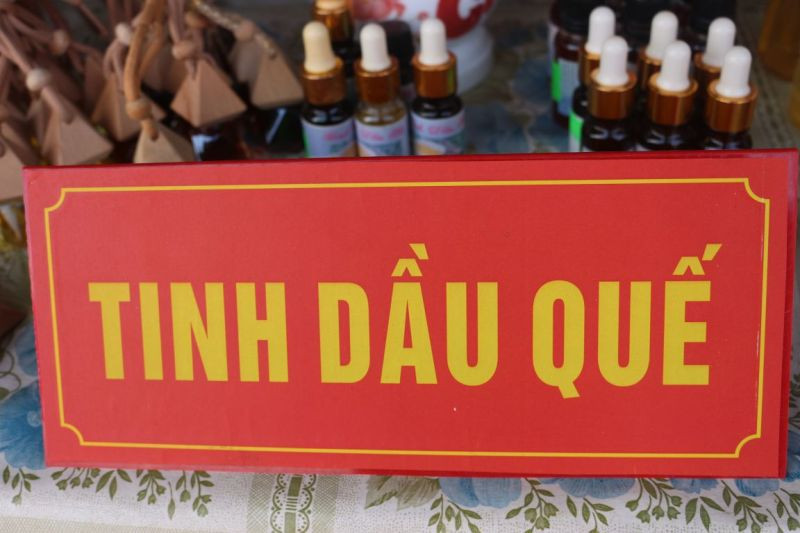 TINH DẦU QUẾ